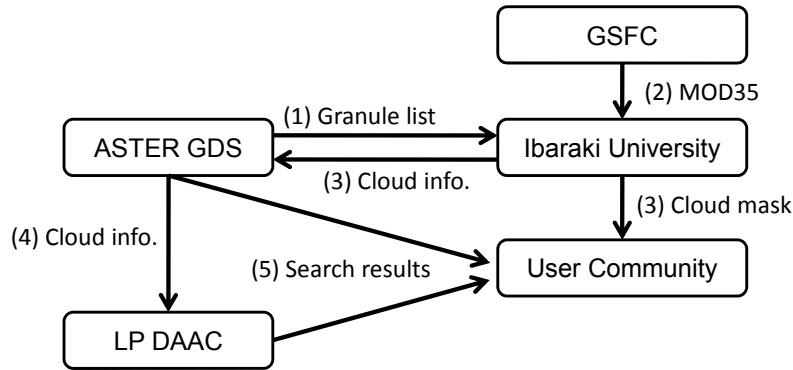 GSFC
(2) MOD35
(1) Granule list
ASTER GDS
Ibaraki University
(3) Cloud info.
(3) Cloud mask
(4) Cloud info.
(5) Search results
User Community
LP DAAC